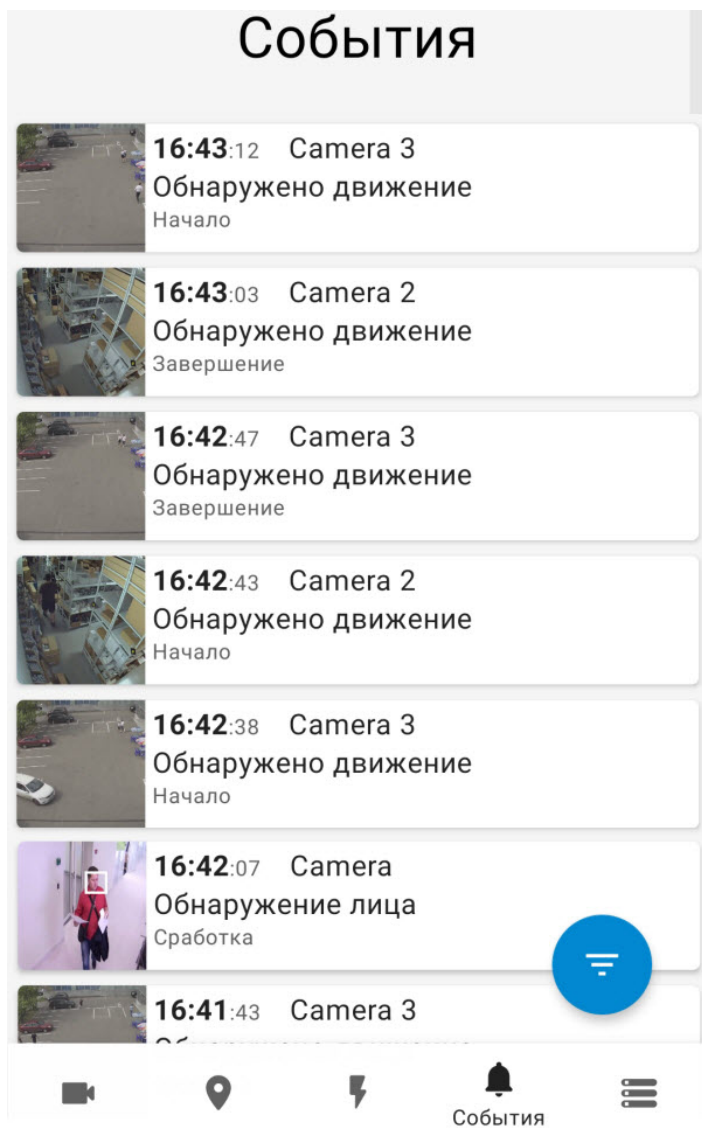 События
16:43:12 Camera 3
Обнаружено движение
Начало
16:43:03 Camera 2
Обнаружено движение
Завершение
16:42:47 Camera 3
Обнаружено движение
Завершение
16:42:43 Camera 2
Обнаружено движение
Начало
16:42:38 Camera 3
Обнаружено движение
Начало
16:42:07 Camera
Обнаружение лица
Сработка
16:41:43 Camera 3
События